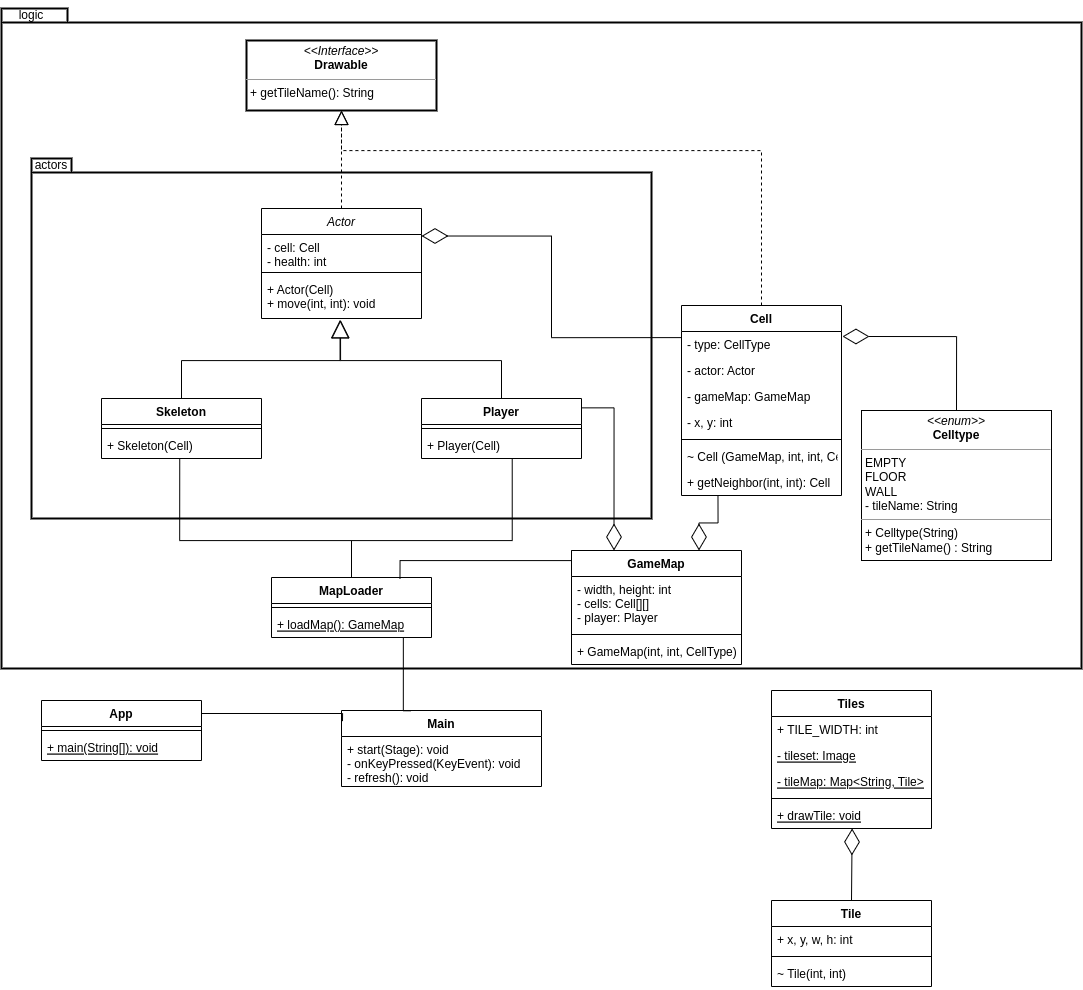 logic
<<Interface>>
Drawable
+ getTileName(): String
actors
Actor
- cell: Cell
- health: int
+ Actor(Cell)
+ move(int, int): void
Skeleton
+ Skeleton(Cell)
Player
+ Player(Cell)
Cell
- type: CellType
- actor: Actor
- gameMap: GameMap
- x, y: int
~ Cell (GameMap, int, int, Ce
+ getNeighbor(int, int): Cell
<<enum>>
Celltype
EMPTY
FLOOR
WALL
- tileName: String
+ Celltype(String)
+ getTileName() : String
MapLoader
+ loadMap(): GameMap
GameMap
- width, height: int
- cells: Cell[][]
- player: Player
+ GameMap(int, int, CellType)
App
+ main(String[]): void
Main
+ start(Stage): void
- onKeyPressed(KeyEvent): void
- refresh(): void
Tiles
+ TILE_WIDTH: int
- tileset: Image
- tileMap: Map<String, Tile>
+ drawTile: void
Tile
+ x, y, w, h: int
~ Tile(int, int)